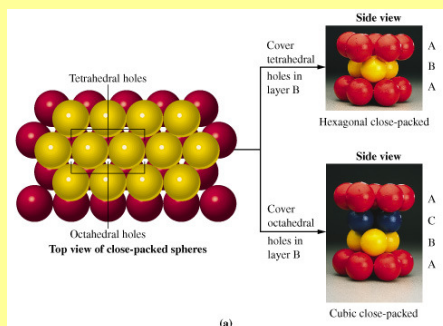 Tetrahedral holes
Octahedral holes
Top view of close-packed spheres
Cover
tetrahedral
holes in
layer B
Side view
A
B
A
Hexagonal close-packed
Cover
octahedral
holes in
layer B
Side view
A
C
B
A
Cubic close-packed
(a)